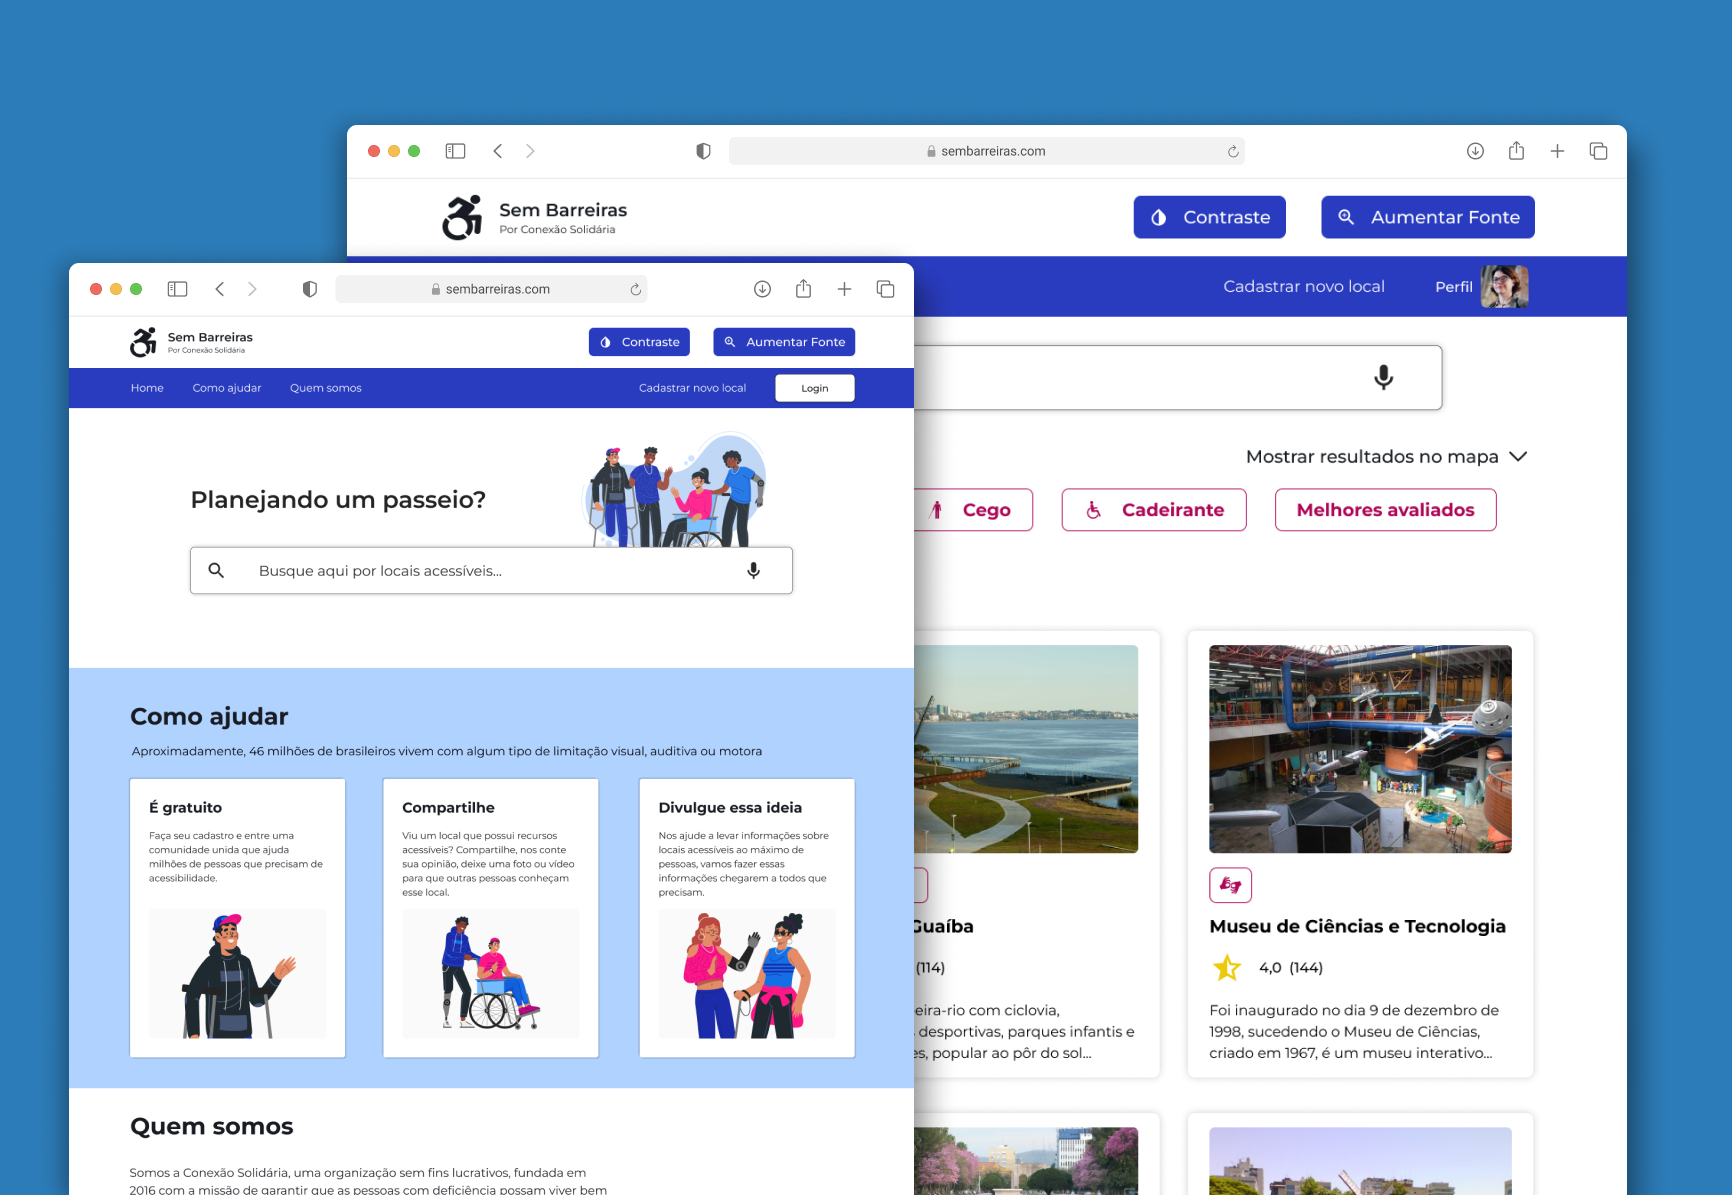 sembarreiras.com
Sem Barreiras
Por Conexão Solidária
Contraste
Aumentar Fonte
Cadastrar novo local
Perfil
Mostrar resultados no mapa
Cego
Cadeirante
Melhores avaliados
Guaíba
(114)
desportivas, parques infantis e
popular ao pôr do sol...
com ciclovia,
Museu de Ciências e Tecnologia
4,0 (144)
Foi inaugurado no dia 9 de dezembro de
1998, sucedendo o Museu de Ciências,
criado em 1967, é um museu interativo...
sembarreiras.com
Sem Barreiras
Por Conexão Solidária
Contraste
Aumentar Fonte
Home
Como ajudar
Quem somos
Cadastrar novo local
Login
Planejando um passeio?
Busque aqui por locais acessíveis...
Como ajudar
Aproximadamente, 46 milhões de brasileiros vivem com algum tipo de limitação visual, auditiva ou motora
É gratuito
Faça seu cadastro e entre uma
comunidade unida que ajuda
milhões de pessoas que precisam de
acessibilidade.
Compartilhe
Viu um local que possui recursos
acessíveis? Compartilhe, nos conte
sua opinião, deixe uma foto ou vídeo
para que outras pessoas conheçam
esse local.
Divulgue essa ideia
Nos ajude a levar informações sobre
locais acessíveis ao máximo de
pessoas, vamos fazer essas
informações chegarem a todos que
precisam.
Quem somos
Somos a Conexão Solidária, uma organização sem fins lucrativos, fundada em
2016 com a missão de garantir que as pessoas com deficiência possam viver bem